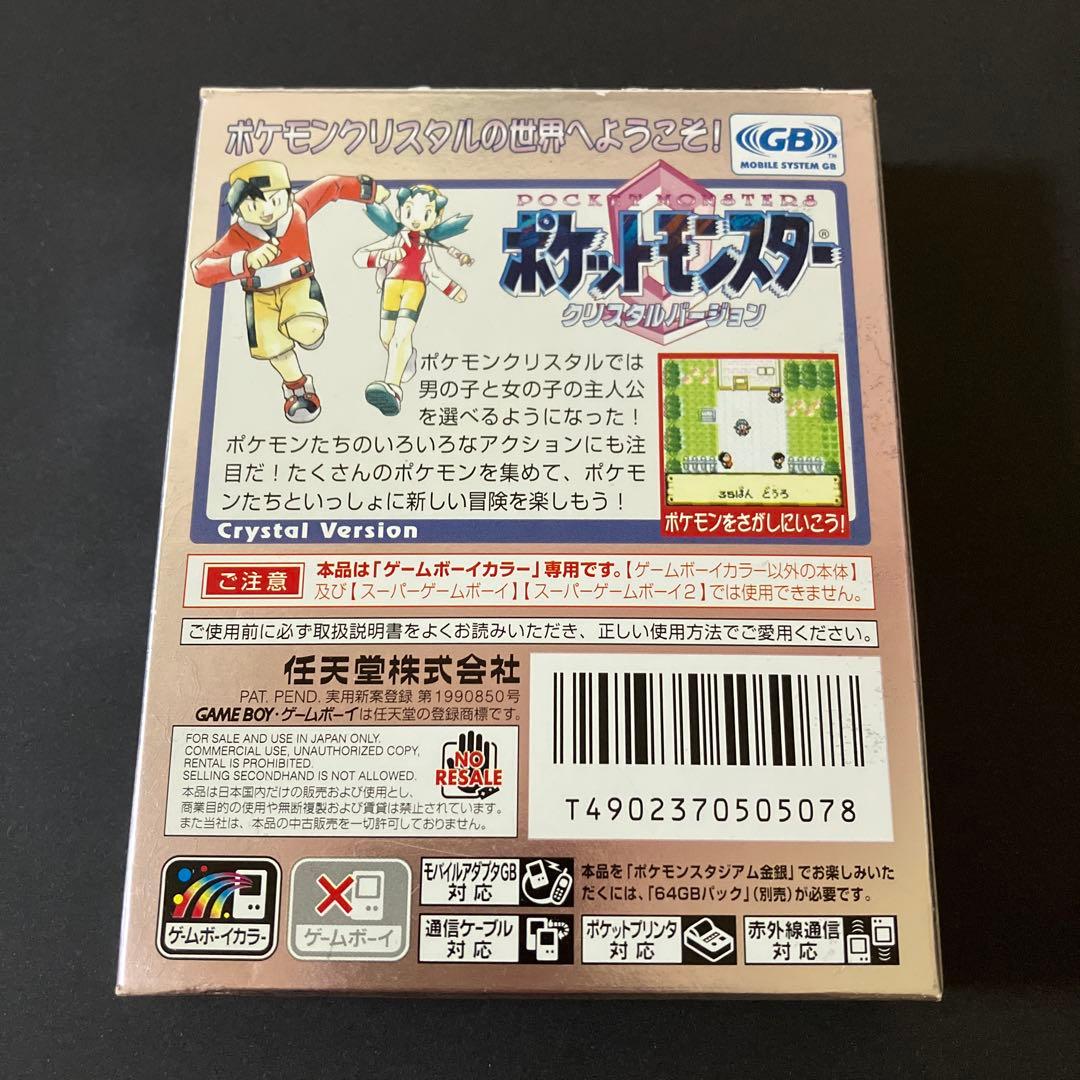 ポケモンクリスタルの世界へようこそ!
GB
TM
MOBILE SYSTEM GB
POCKET MONSTERS
ポケットモンスター®
クリスタルバージョン
ポケモンクリスタルでは
男の子と女の子の主人公
を選べるようになった!
ポケモンたちのいろいろなアクションにも注
目だ!たくさんのポケモンを集めて、ポケモ
ンたちといっしょに新しい冒険を楽しもう!
35ばん どうろ
ポケモンをさがしにいこう!
Crystal Version
ご注意
本品は「ゲームボーイカラー」専用です。【ゲームボーイカラー以外の本体】
及び【スーパーゲームボーイ】【スーパーゲームボーイ2】では使用できません。
ご使用前に必ず取扱説明書をよくお読みいただき、正しい使用方法でご愛用ください。
任天堂株式会社
PAT. PEND. 実用新案登録 第1990850号
GAME BOY・ゲームボーイは任天堂の登録商標です。
FOR SALE AND USE IN JAPAN ONLY.
COMMERCIAL USE, UNAUTHORIZED COPY,
RENTAL IS PROHIBITED.
SELLING SECONDHAND IS NOT ALLOWED.
本品は日本国内だけの販売および使用とし、
商業目的の使用や無断複製および賃貸は禁止されています。
また当社は、本品の中古販売を一切許可しておりません。
NO
RESALE
T4902370505078
ゲームボーイカラー
ゲームボーイ
モバイルアダプタGB
対応
本品を「ポケモンスタジアム金銀」でお楽しみいた
だくには、「64GBパック」(別売)が必要です。
通信ケーブル
対応
ポケットプリンタ
対応
赤外線通信
対応